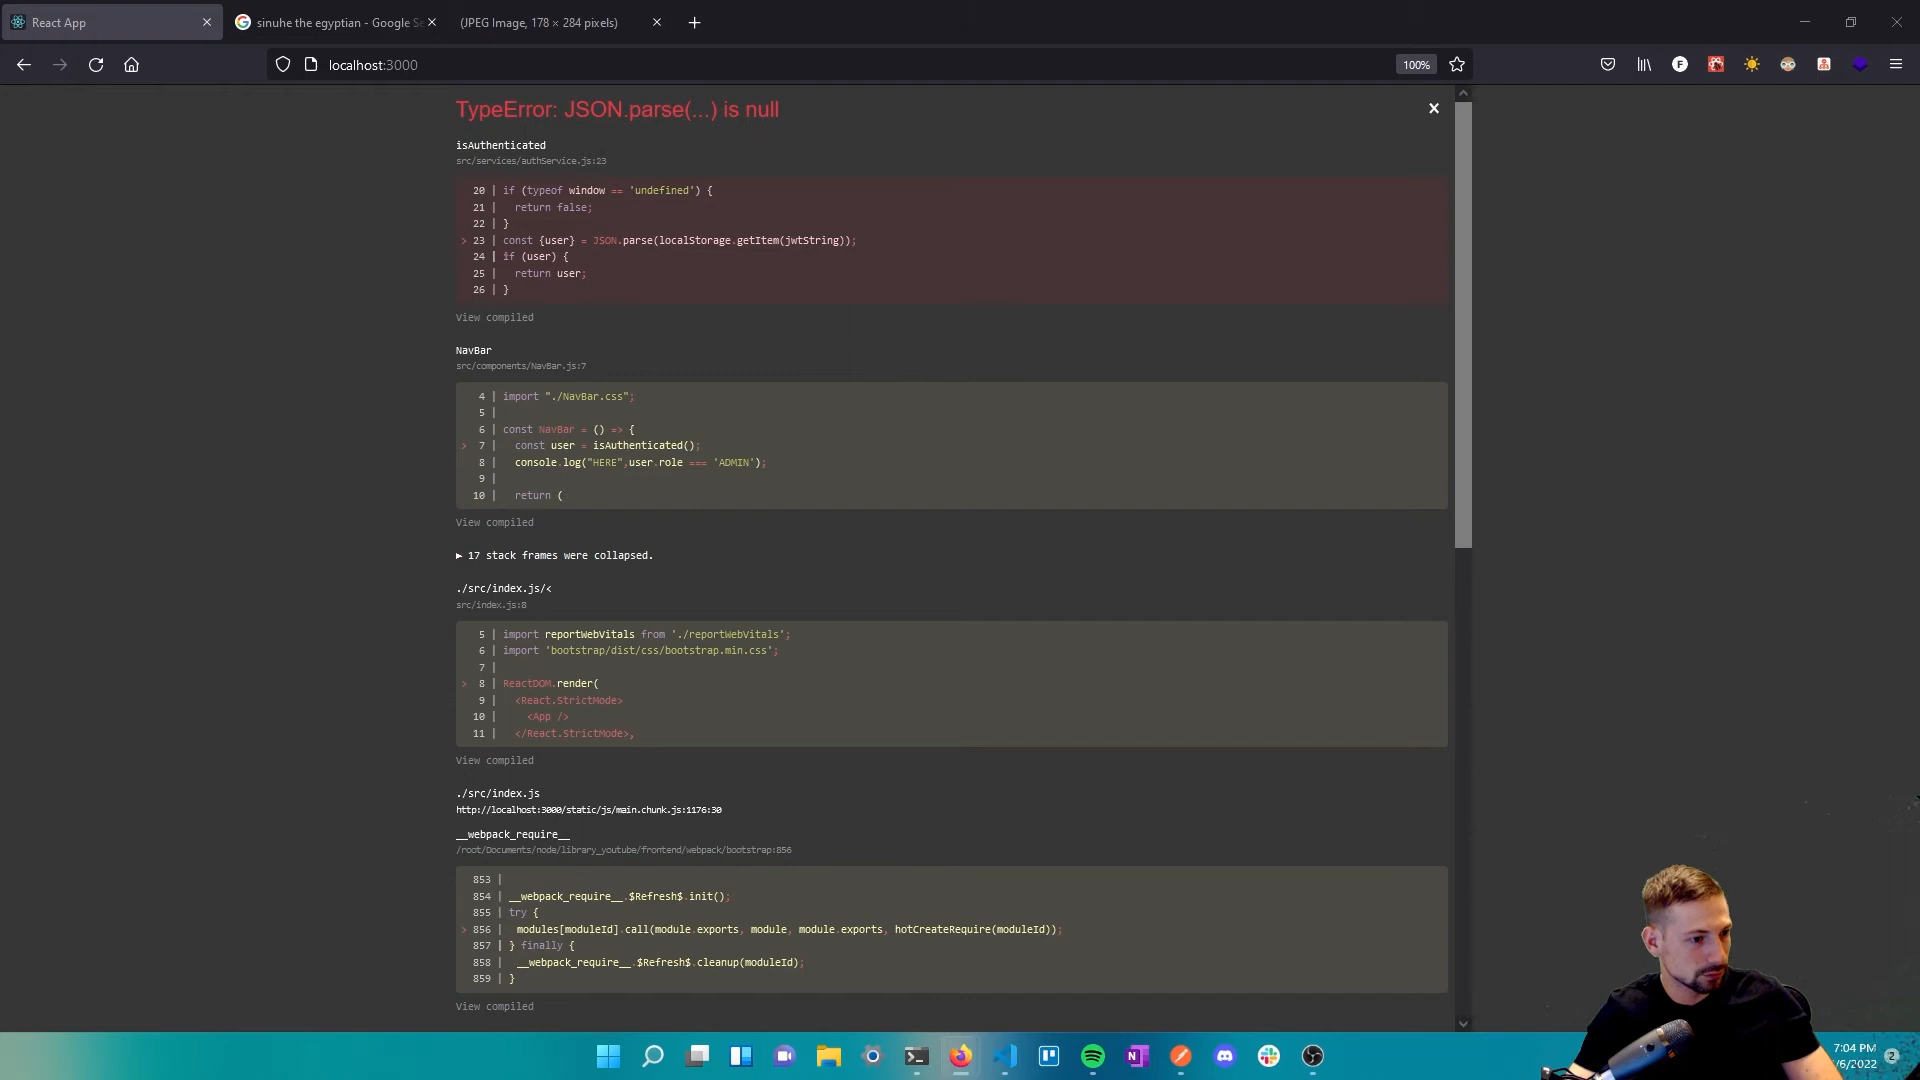 React App
sinuhe the egyptian - Google Se
(JPEG Image, 178 × 284 pixels)
localhost:3000
100%
TypeError: JSON.parse(...) is null
isAuthenticated
src/services/authService.js:23
20 | if (typeof window == 'undefined') {
21 |   return false;
22 | }
> 23 | const {user} = JSON.parse(localStorage.getItem(jwtString));
24 | if (user) {
25 |   return user;
26 | }
View compiled
NavBar
src/components/NavBar.js:7
4 | import "./NavBar.css";
5 |
6 | const NavBar = () => {
> 7 |   const user = isAuthenticated();
8 |   console.log("HERE",user.role === 'ADMIN');
9 |
10 |   return (
View compiled
▶ 17 stack frames were collapsed.
./src/index.js/<
src/index.js:8
5 | import reportWebVitals from './reportWebVitals';
6 | import 'bootstrap/dist/css/bootstrap.min.css';
7 |
> 8 | ReactDOM.render(
9 |   <React.StrictMode>
10 |     <App />
11 |   </React.StrictMode>,
View compiled
./src/index.js
http://localhost:3000/static/js/main.chunk.js:1176:30
__webpack_require__
/root/Documents/node/library_youtube/frontend/webpack/bootstrap:856
853 |
854 | __webpack_require__.$Refresh$.init();
855 | try {
> 856 |   modules[moduleId].call(module.exports, module, module.exports, hotCreateRequire(moduleId));
857 | } finally {
858 |   __webpack_require__.$Refresh$.cleanup(moduleId);
859 | }
View compiled
7:04 PM
/6/2022
2